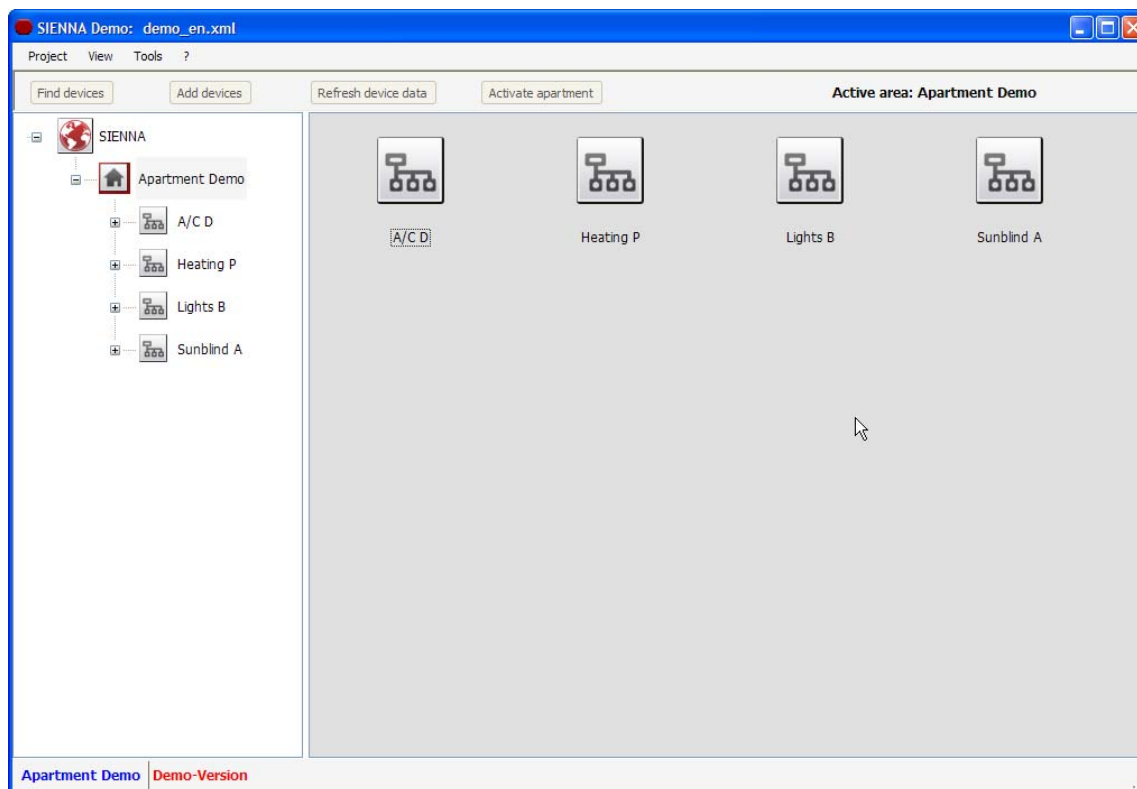 SIENNA Demo: demo_en.xml
Project View Tools ?
Find devices Add devices Refresh device data Activate apartment Active area: Apartment Demo
SIENNA
Apartment Demo
A/C D
Heating P
Lights B
Sunblind A
A/C D Heating P Lights B Sunblind A
Apartment Demo Demo-Version